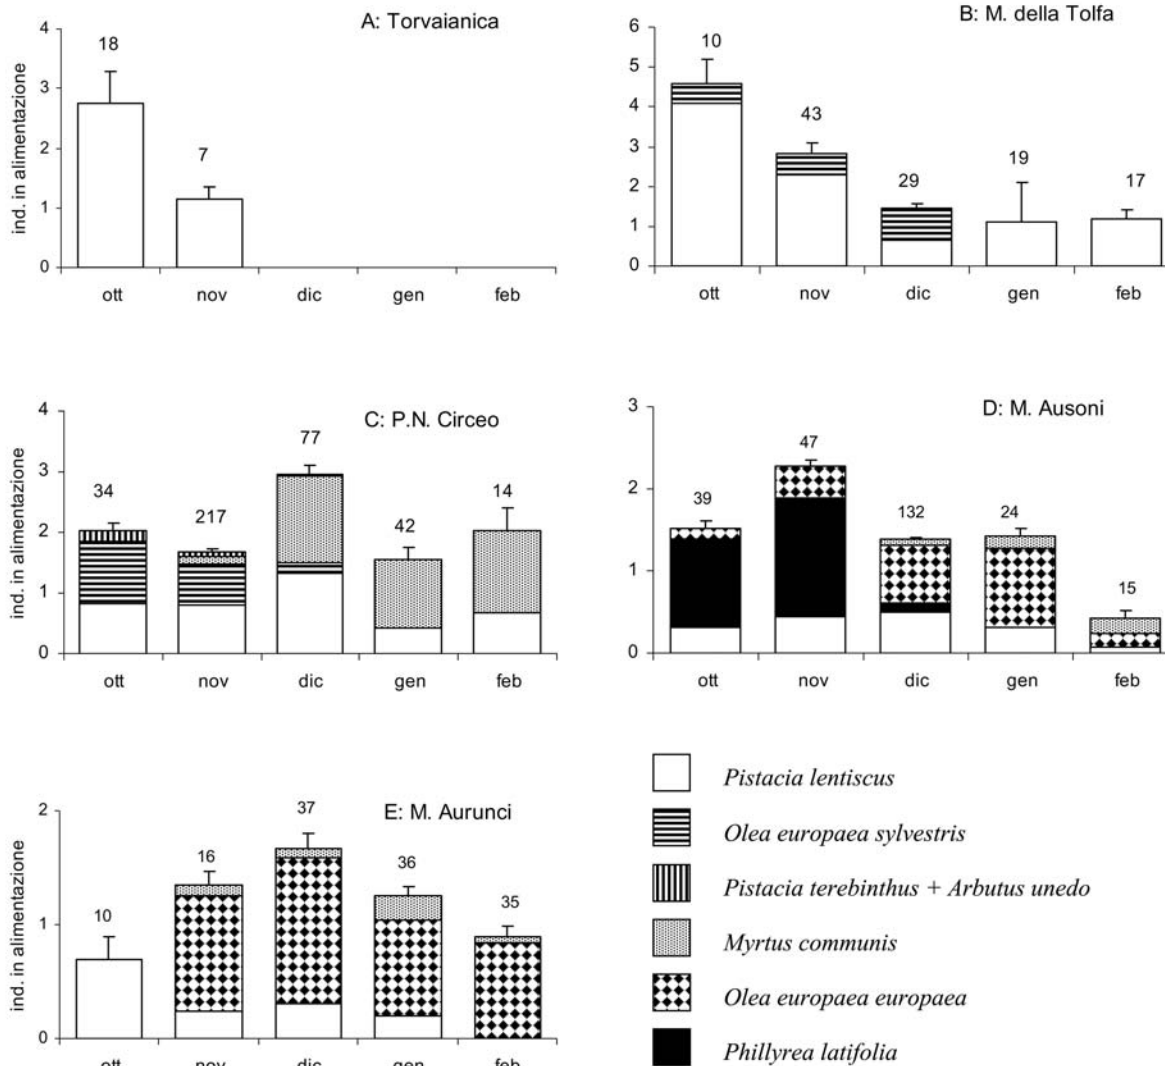 A: Torvaianica
ind. in alimentazione
4
3
2
1
0
18
7
ott nov dic gen feb
B: M. della Tolfa
6
5
4
3
2
1
0
10
43
29
19
17
ott nov dic gen feb
C: P.N. Circeo
ind. in alimentazione
4
3
2
1
0
34
217
77
42
14
ott nov dic gen feb
D: M. Ausoni
3
2
1
0
39
47
132
24
15
ott nov dic gen feb
E: M. Aurunci
ind. in alimentazione
2
1
0
10
16
37
36
35
ott nov dic gen feb
Pistacia lentiscus
Olea europaea sylvestris
Pistacia terebinthus + Arbutus unedo
Myrtus communis
Olea europaea europaea
Phillyrea latifolia